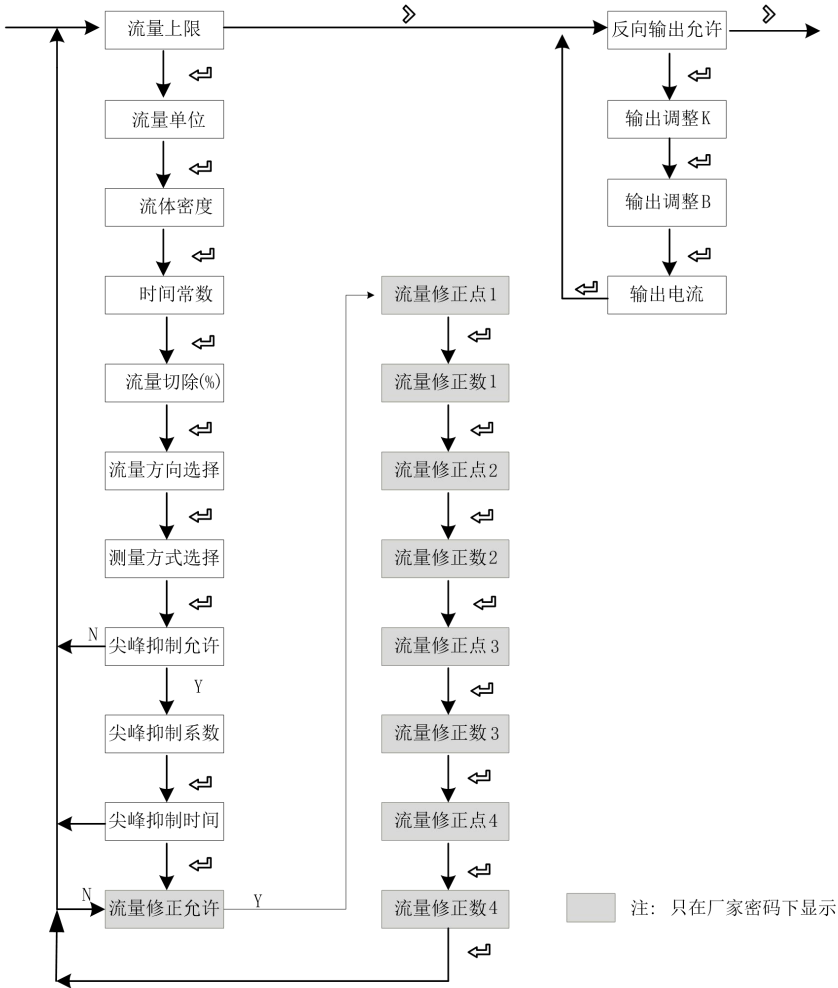 流量上限
流量单位
流体密度
时间常数
流量切除(%)
流量方向选择
测量方式选择
N
尖峰抑制允许
Y
尖峰抑制系数
尖峰抑制时间
N
流量修正允许
Y
流量修正点1
流量修正数1
流量修正点2
流量修正数2
流量修正点3
流量修正数3
流量修正点4
流量修正数4
反向输出允许
输出调整K
输出调整B
输出电流
注: 只在厂家密码下显示